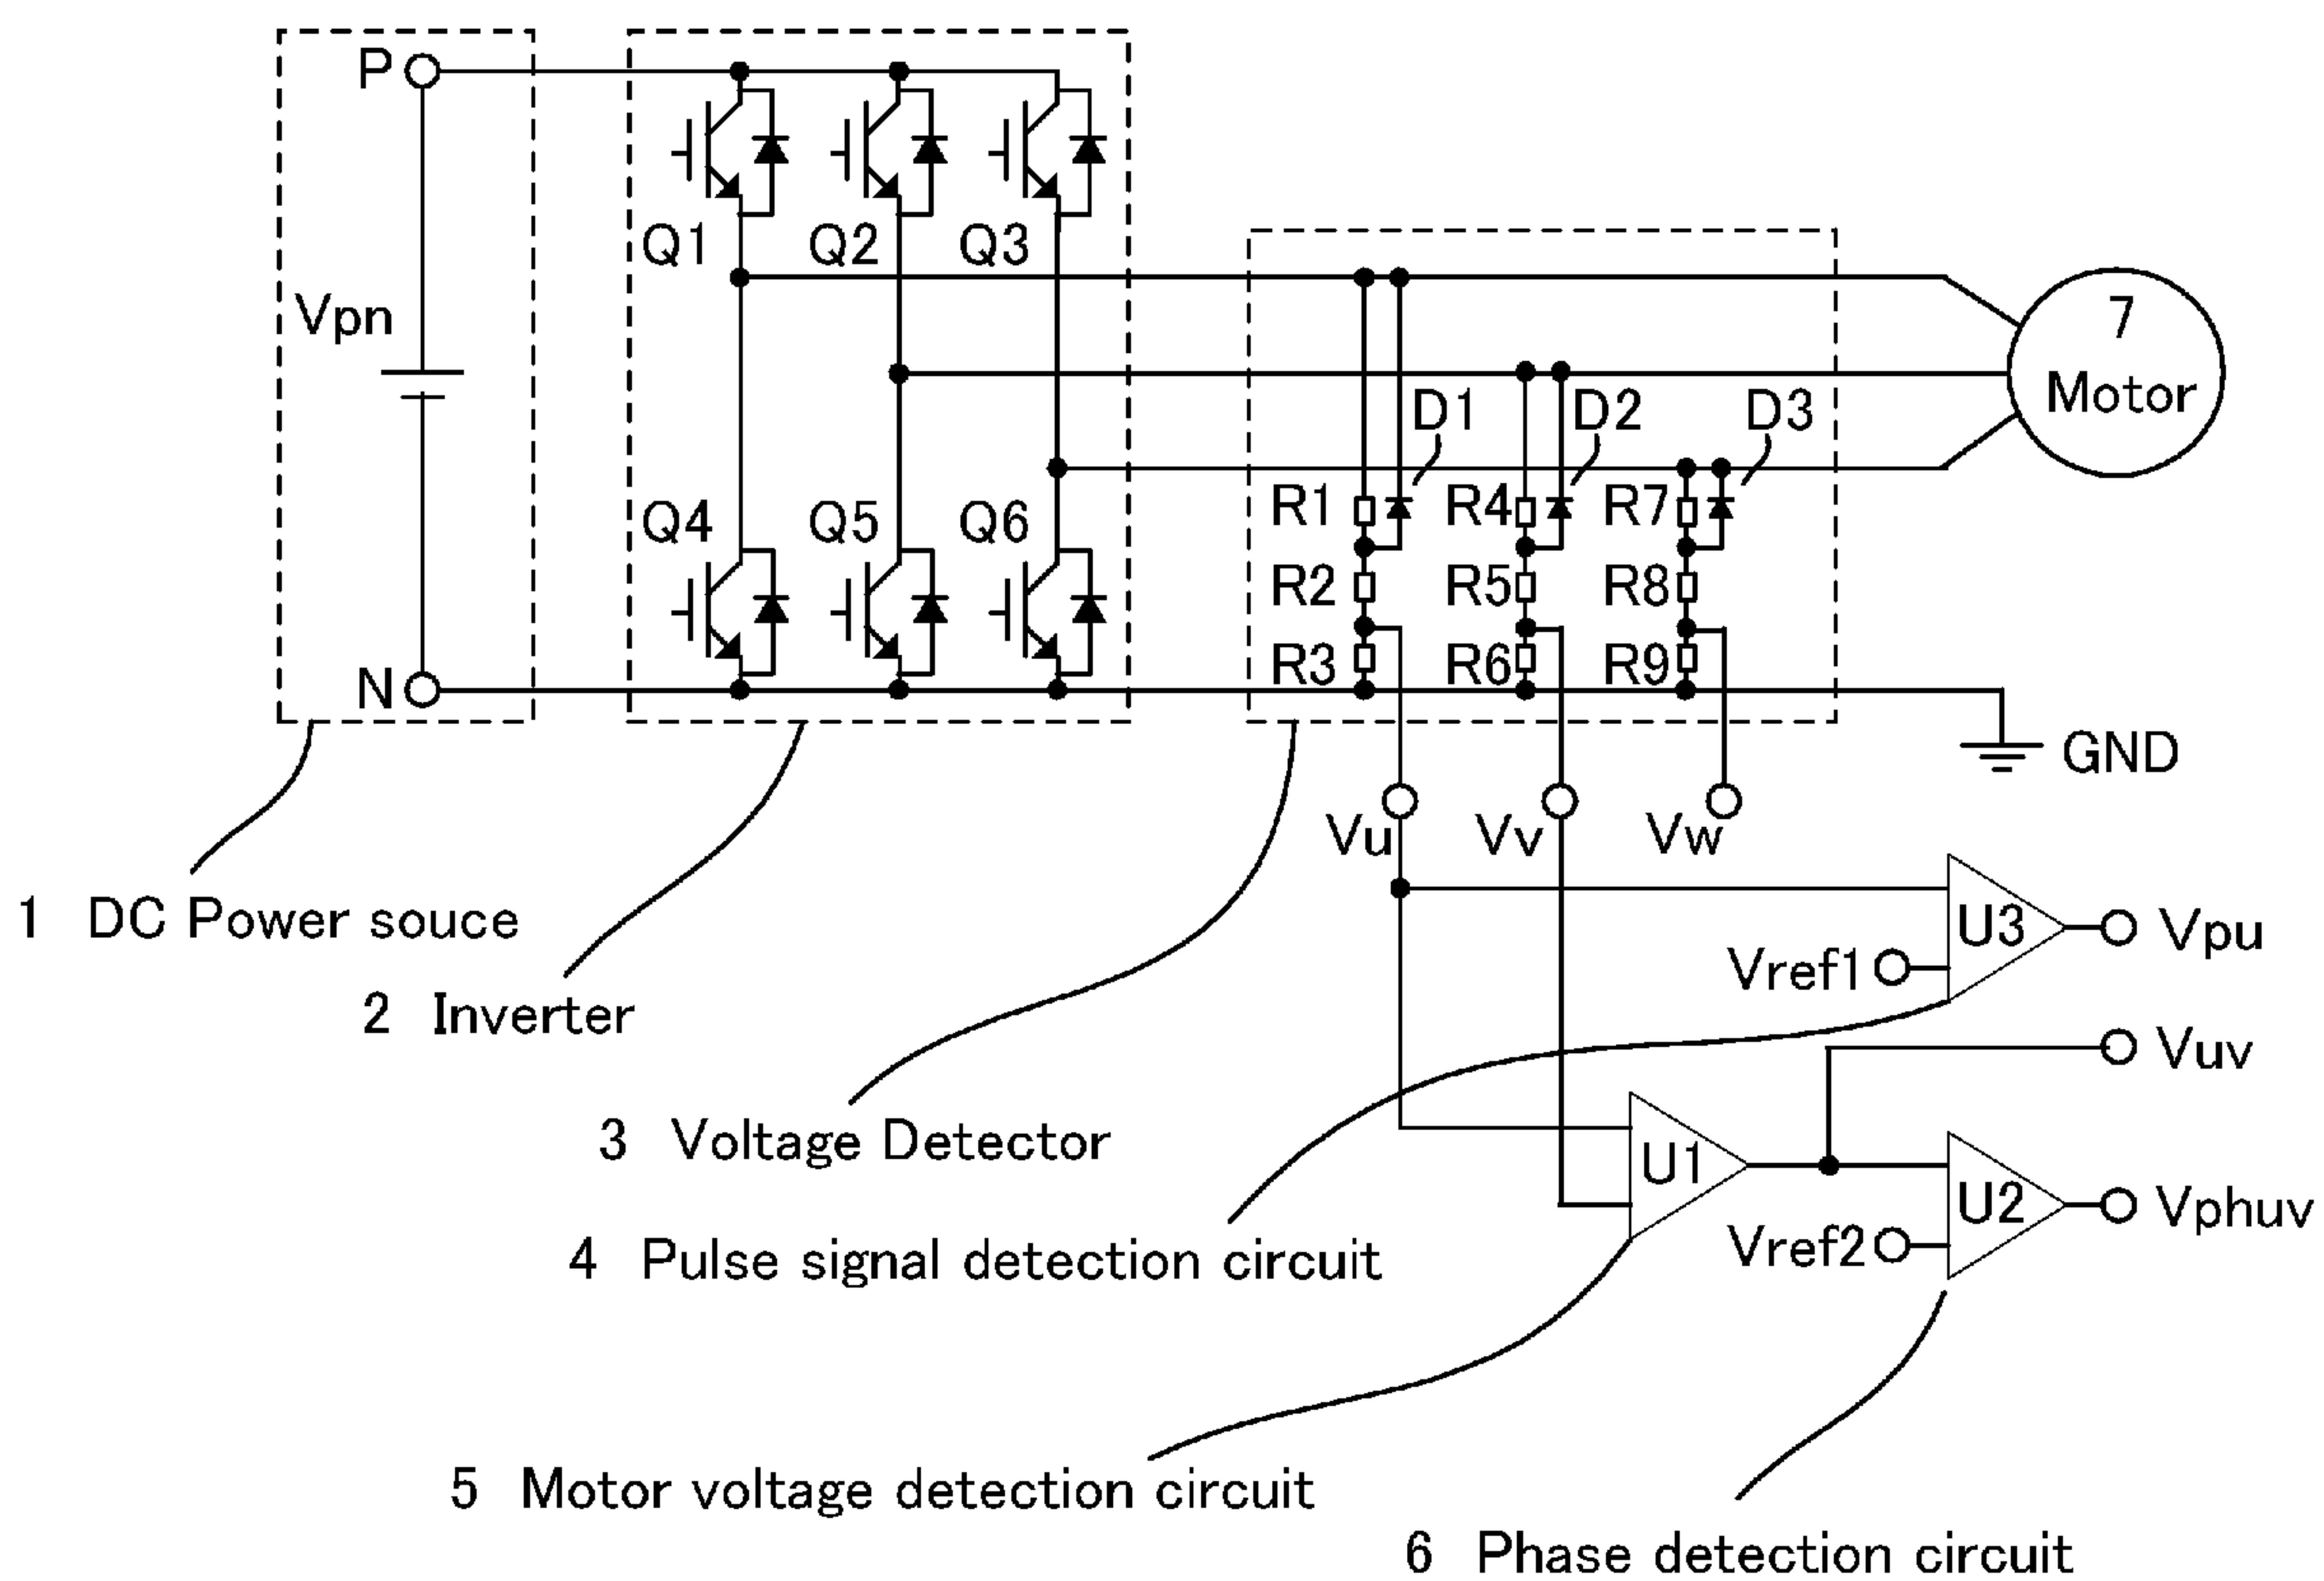 P
Q1 Q2 Q3
Vpn
7
Motor
D1 D2 D3
R1 R4 R7
Q4 Q5 Q6
R2 R5 R8
R3 R6 R9
N
GND
Vu Vv Vw
1 DC Power souce
U3
Vpu
Vref1
2 Inverter
Vuv
3 Voltage Detector
U1
U2
Vphuv
Vref2
4 Pulse signal detection circuit
5 Motor voltage detection circuit
6 Phase detection circuit